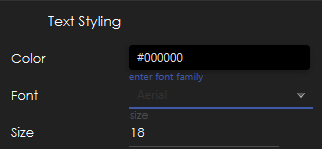 Text Styling
Color #000000
enter font family
Font Aerial
size
Size 18